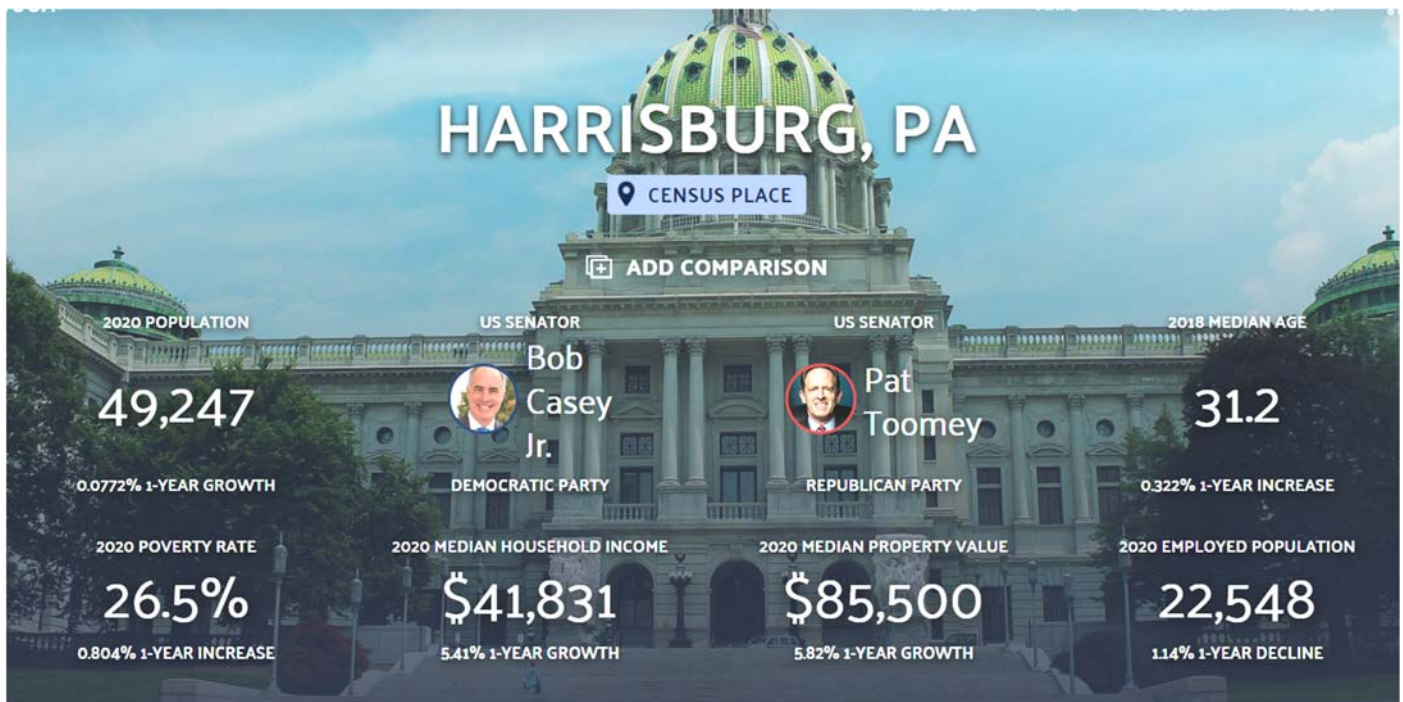 HARRISBURG, PA
CENSUS PLACE
ADD COMPARISON
2020 POPULATION
49,247
0.0772% 1-YEAR GROWTH
US SENATOR
Bob
Casey
Jr.
DEMOCRATIC PARTY
US SENATOR
Pat
Toomey
REPUBLICAN PARTY
2018 MEDIAN AGE
31.2
0.322% 1-YEAR INCREASE
2020 POVERTY RATE
26.5%
0.804% 1-YEAR INCREASE
2020 MEDIAN HOUSEHOLD INCOME
$41,831
5.41% 1-YEAR GROWTH
2020 MEDIAN PROPERTY VALUE
$85,500
5.82% 1-YEAR GROWTH
2020 EMPLOYED POPULATION
22,548
1.14% 1-YEAR DECLINE